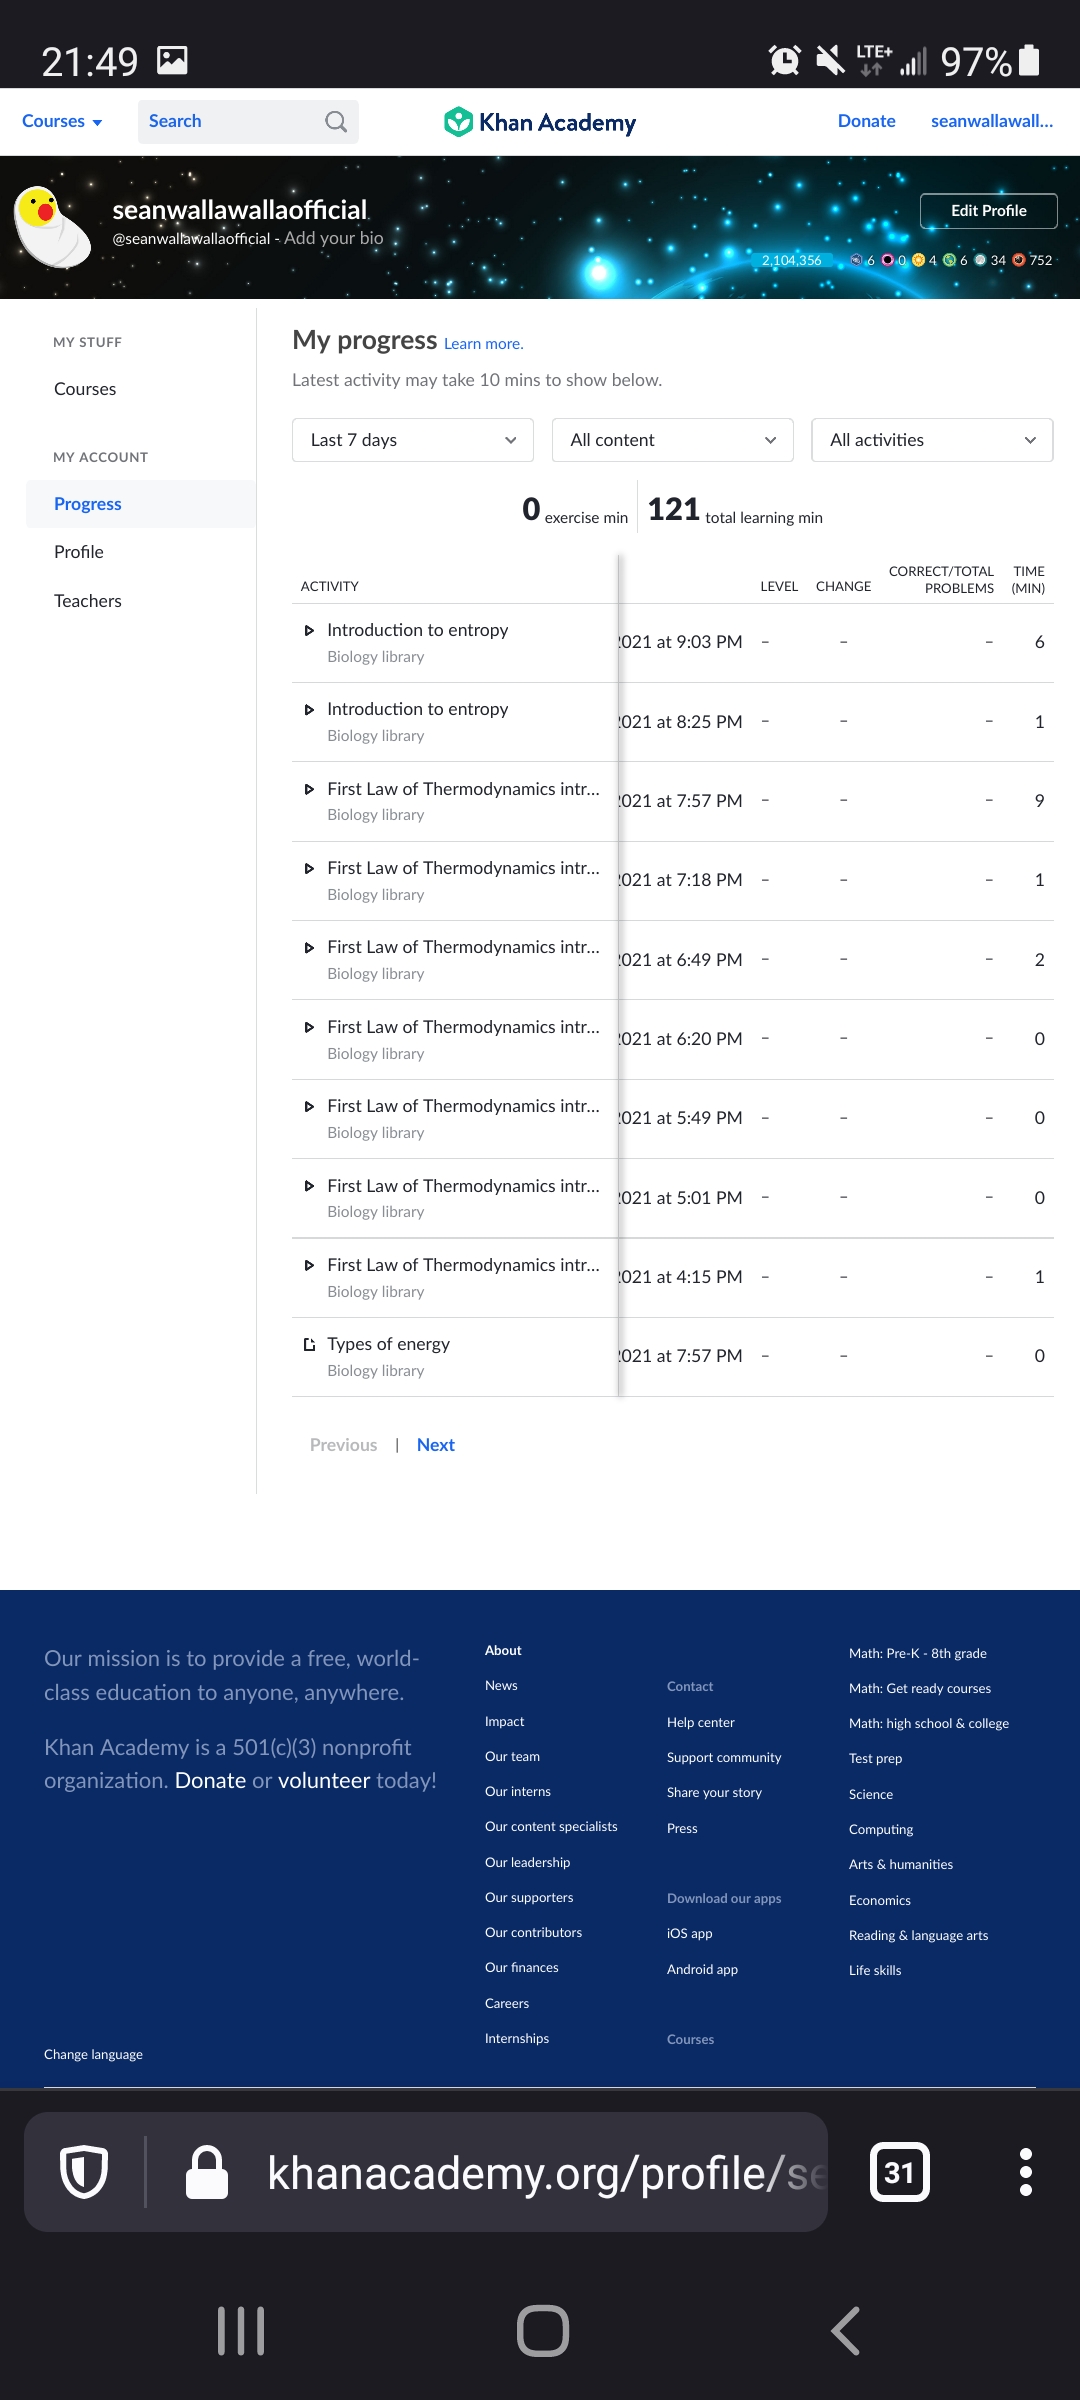 21:49 LTE+ 97%
Courses Search Khan Academy Donate seanwallawall...
seanwallawallaofficial
@seanwallawallaofficial - Add your bio
Edit Profile
2,104,356 6 0 4 6 34 752
MY STUFF
Courses
MY ACCOUNT
Progress
Profile
Teachers
My progress Learn more.
Latest activity may take 10 mins to show below.
Last 7 days All content All activities
0 exercise min 121 total learning min
ACTIVITY LEVEL CHANGE CORRECT/TOTAL PROBLEMS TIME (MIN)
Introduction to entropy 2021 at 9:03 PM – – – 6
Biology library
Introduction to entropy 2021 at 8:25 PM – – – 1
Biology library
First Law of Thermodynamics intr... 2021 at 7:57 PM – – – 9
Biology library
First Law of Thermodynamics intr... 2021 at 7:18 PM – – – 1
Biology library
First Law of Thermodynamics intr... 2021 at 6:49 PM – – – 2
Biology library
First Law of Thermodynamics intr... 2021 at 6:20 PM – – – 0
Biology library
First Law of Thermodynamics intr... 2021 at 5:49 PM – – – 0
Biology library
First Law of Thermodynamics intr... 2021 at 5:01 PM – – – 0
Biology library
First Law of Thermodynamics intr... 2021 at 4:15 PM – – – 1
Biology library
Types of energy 2021 at 7:57 PM – – – 0
Biology library
Previous | Next
Our mission is to provide a free, world-
class education to anyone, anywhere.
Khan Academy is a 501(c)(3) nonprofit
organization. Donate or volunteer today!
Change language
About
News
Impact
Our team
Our interns
Our content specialists
Our leadership
Our supporters
Our contributors
Our finances
Careers
Internships
Contact
Help center
Support community
Share your story
Press
Download our apps
iOS app
Android app
Courses
Math: Pre-K - 8th grade
Math: Get ready courses
Math: high school & college
Test prep
Science
Computing
Arts & humanities
Economics
Reading & language arts
Life skills
khanacademy.org/profile/se 31